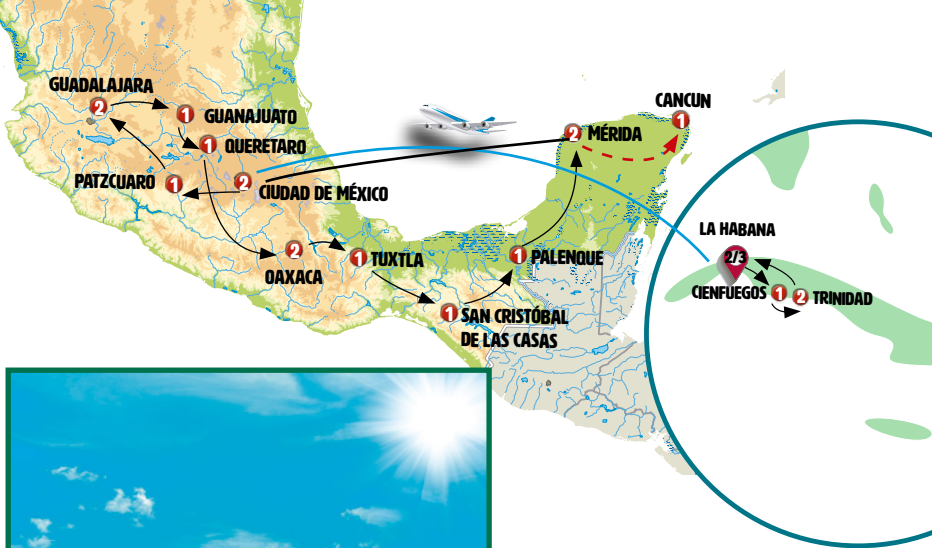 GUADALAJARA
2
1
GUANAJUATO
1
QUERETARO
PATZCUARO
1
2
CIUDAD DE MÉXICO
2
OAXACA
1
TUXTLA
1
SAN CRISTÓBAL
DE LAS CASAS
1
PALENQUE
2
MÉRIDA
CANCUN
1
LA HABANA
2/3
CIENFUEGOS
1
2
TRINIDAD